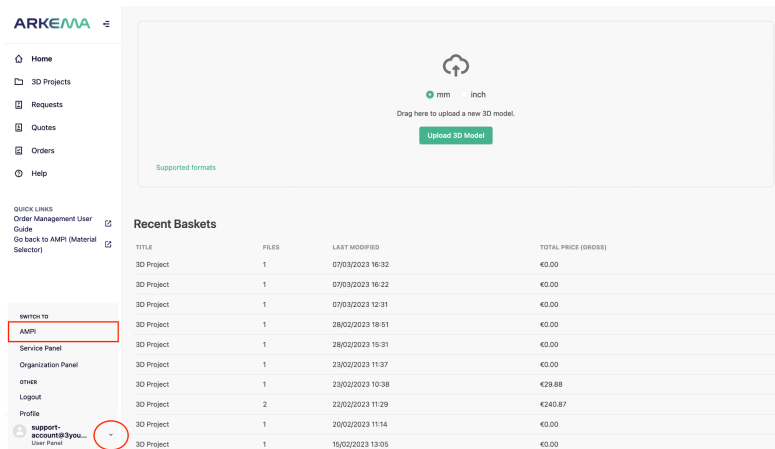 ARKEMA
Home
3D Projects
Requests
Quotes
Orders
Help
QUICK LINKS
Order Management User
Guide
Go back to AMPI (Material
Selector)
SWITCH TO
AMPI
Service Panel
Organization Panel
OTHER
Logout
Profile
support-
account@3you...
User Panel
mm inch
Drag here to upload a new 3D model.
Upload 3D Model
Supported formats
Recent Baskets
TITLE FILES LAST MODIFIED TOTAL PRICE (GROSS)
3D Project 1 07/03/2023 16:32 €0.00
3D Project 1 07/03/2023 16:22 €0.00
3D Project 1 07/03/2023 12:31 €0.00
3D Project 1 28/02/2023 18:51 €0.00
3D Project 1 28/02/2023 15:31 €0.00
3D Project 1 23/02/2023 11:37 €0.00
3D Project 1 23/02/2023 10:38 €29.88
3D Project 2 22/02/2023 11:29 €240.87
3D Project 1 20/02/2023 11:14 €0.00
3D Project 1 15/02/2023 13:05 €0.00